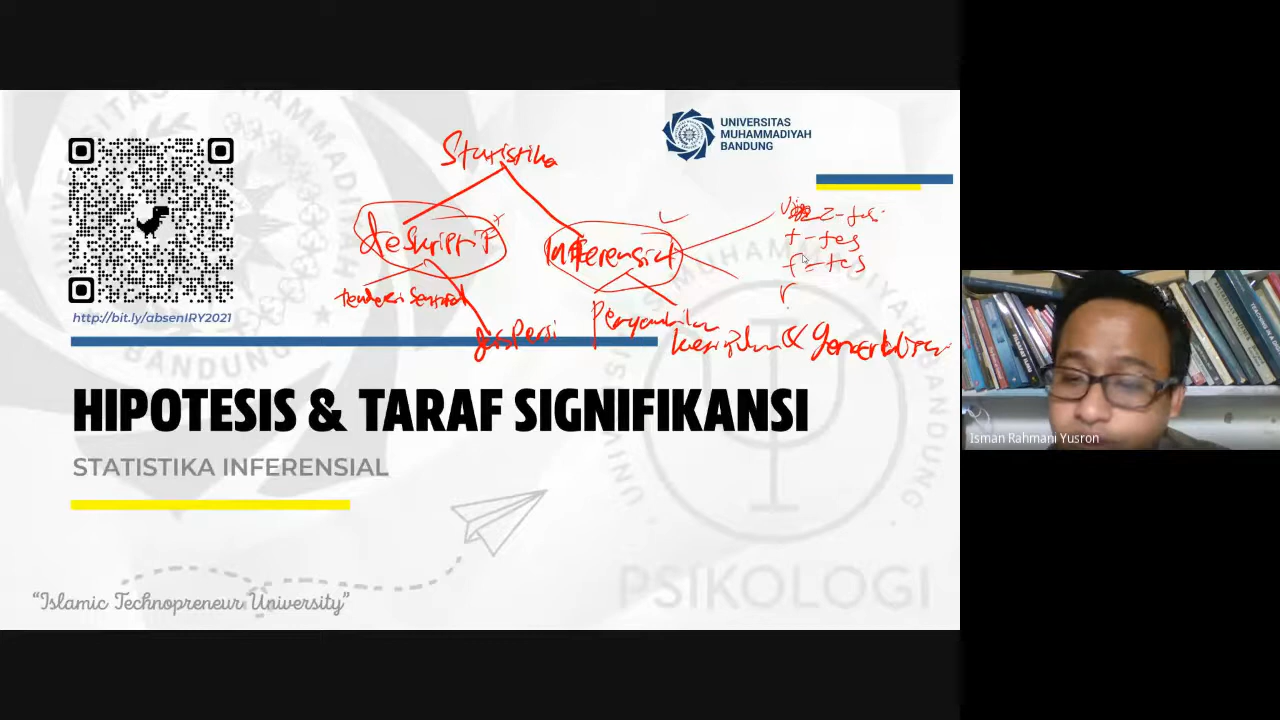 UNIVERSITAS
MUHAMMADIYAH
BANDUNG
Statistika
deskriptif
Inferensial
z-tes
t-tes
f-tes
r
tendensi sentral
http://bit.ly/absenIRY2021
dispersi
Pengambilan
kesimpulan & generalisasi
HIPOTESIS & TARAF SIGNIFIKANSI
STATISTIKA INFERENSIAL
PSIKOLOGI
"Islamic Technopreneur University"
Isman Rahmani Yusron